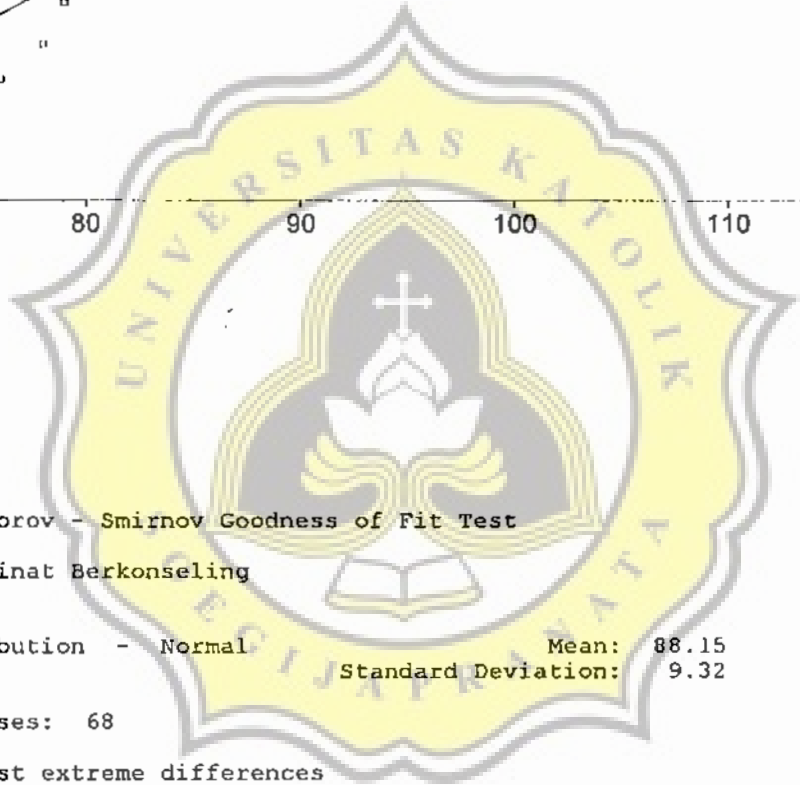 80 90 100 110
UNIVERSITAS KATOLIK
SOEGIJAPRANATA
orov - Smirnov Goodness of Fit Test
inat Berkonseling
bution - Normal Mean: 88.15
Standard Deviation: 9.32
ses: 68
st extreme differences